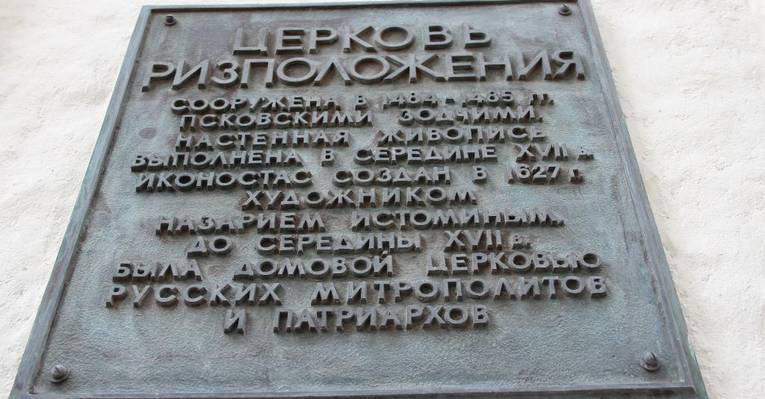 ЦЕРКОВЬ
РИЗПОЛОЖЕНИЯ
СООРУЖЕНА В 1484-1485 гг.
ПСКОВСКИМИ ЗОДЧИМИ.
НАСТЕННАЯ ЖИВОПИСЬ
ВЫПОЛНЕНА В СЕРЕДИНЕ XVII в.
ИКОНОСТАС СОЗДАН В 1627 г.
ХУДОЖНИКОМ
НАЗАРИЕМ ИСТОМИНЫМ.
ДО СЕРЕДИНЫ XVII в.
БЫЛА ДОМОВОЙ ЦЕРКОВЬЮ
РУССКИХ МИТРОПОЛИТОВ
И ПАТРИАРХОВ